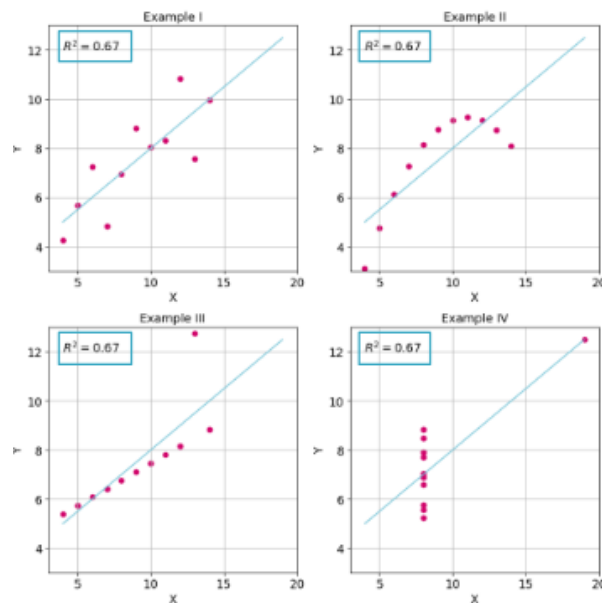 Example I
R² = 0.67
12
10
8
6
4
Y
5
10
15
20
X
Example II
R² = 0.67
12
10
8
6
4
Y
5
10
15
20
X
Example III
R² = 0.67
12
10
8
6
4
Y
5
10
15
20
X
Example IV
R² = 0.67
12
10
8
6
4
Y
5
10
15
20
X